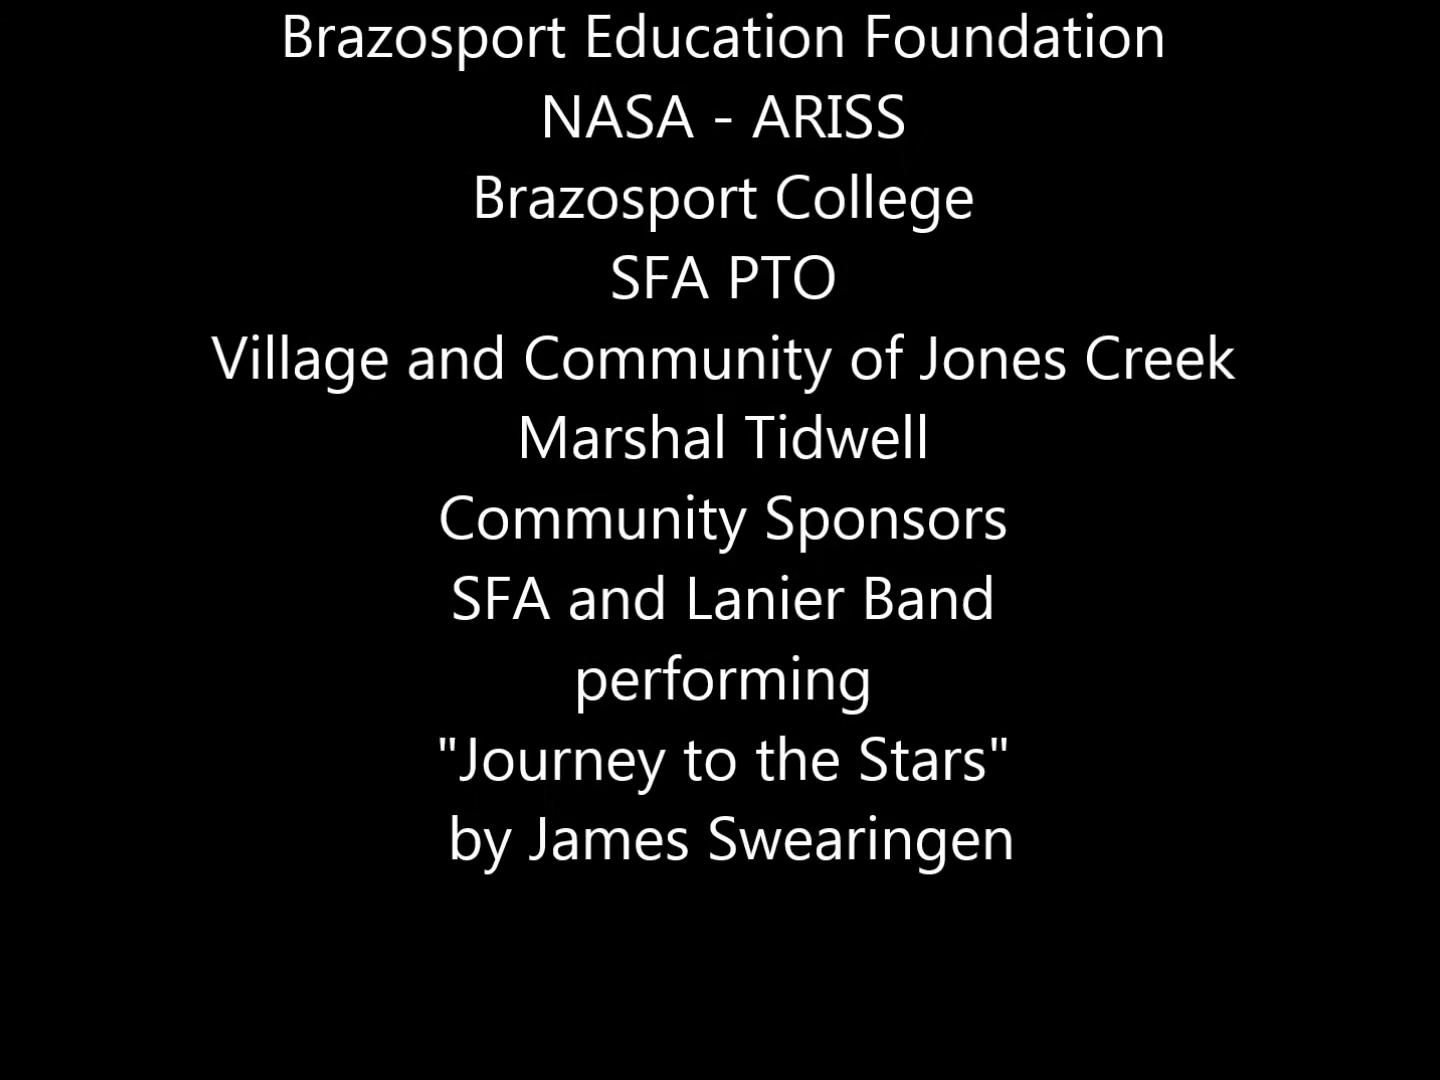 Brazosport Education Foundation
NASA - ARISS
Brazosport College
SFA PTO
Village and Community of Jones Creek
Marshal Tidwell
Community Sponsors
SFA and Lanier Band
performing
"Journey to the Stars"
by James Swearingen